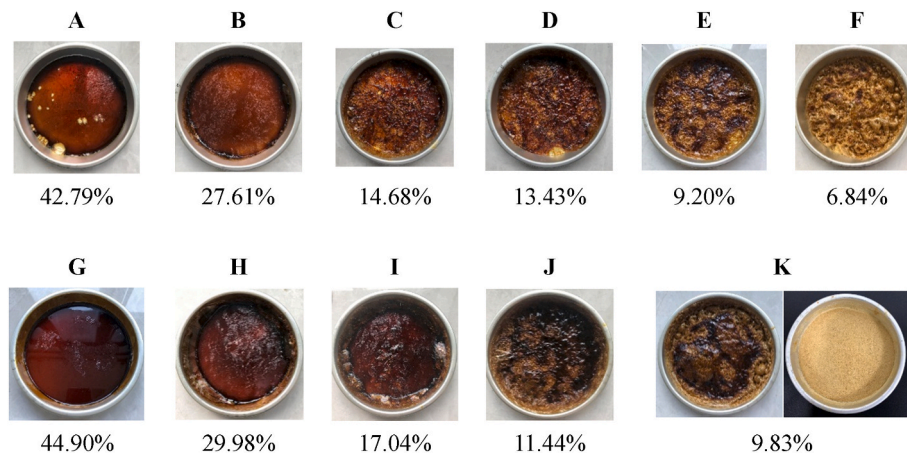 A B C D E F
42.79% 27.61% 14.68% 13.43% 9.20% 6.84%
G H I J K
44.90% 29.98% 17.04% 11.44% 9.83%